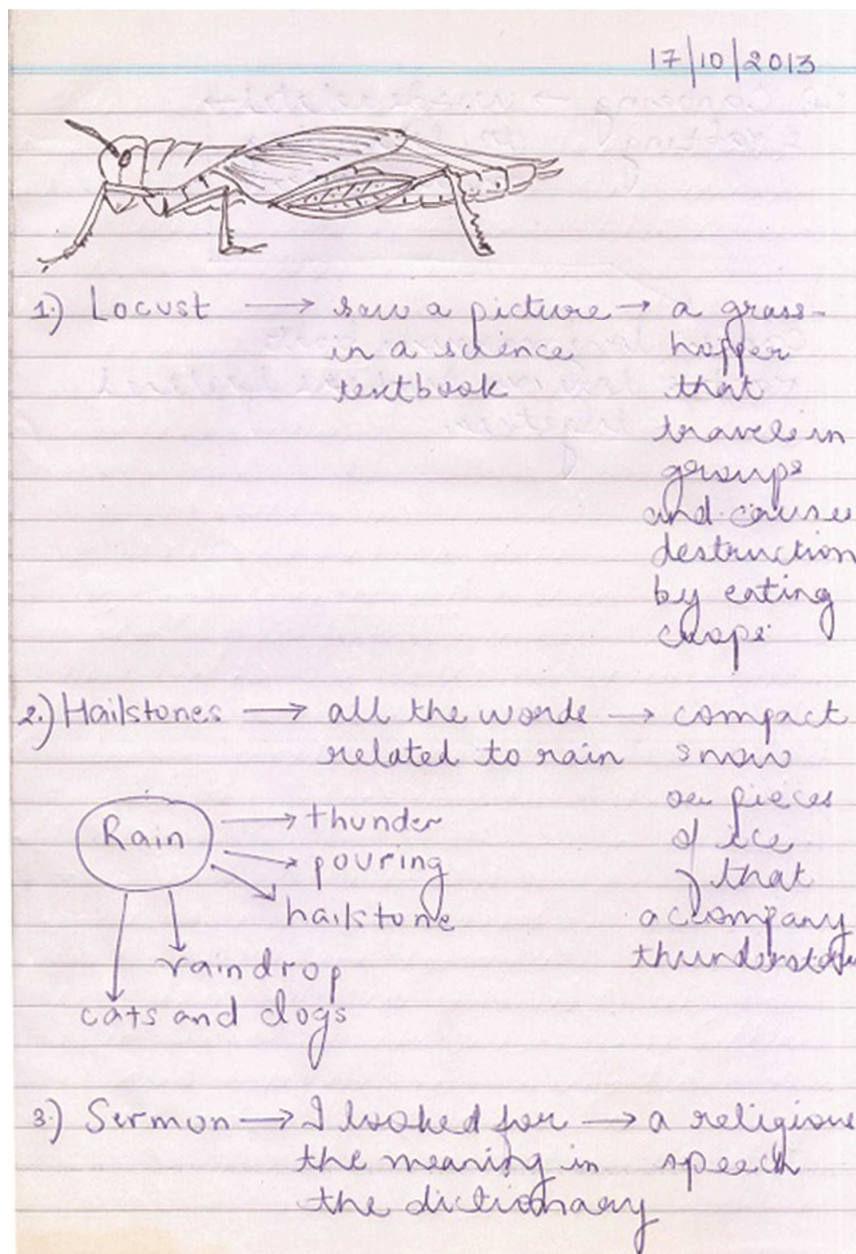 17/10/2013
1.) Locust → saw a picture → a grass-
in a science hopper
textbook that
travels in
groups
and causes
destruction
by eating
crops.
2.) Hailstones → all the words → compact
related to rain snow
or pieces
of ice
that
accompany
Rain
→ thunder
→ pouring
hailstone
raindrop
cats and dogs
3.) Sermon → I looked for → a religious
the meaning in speech
the dictionary